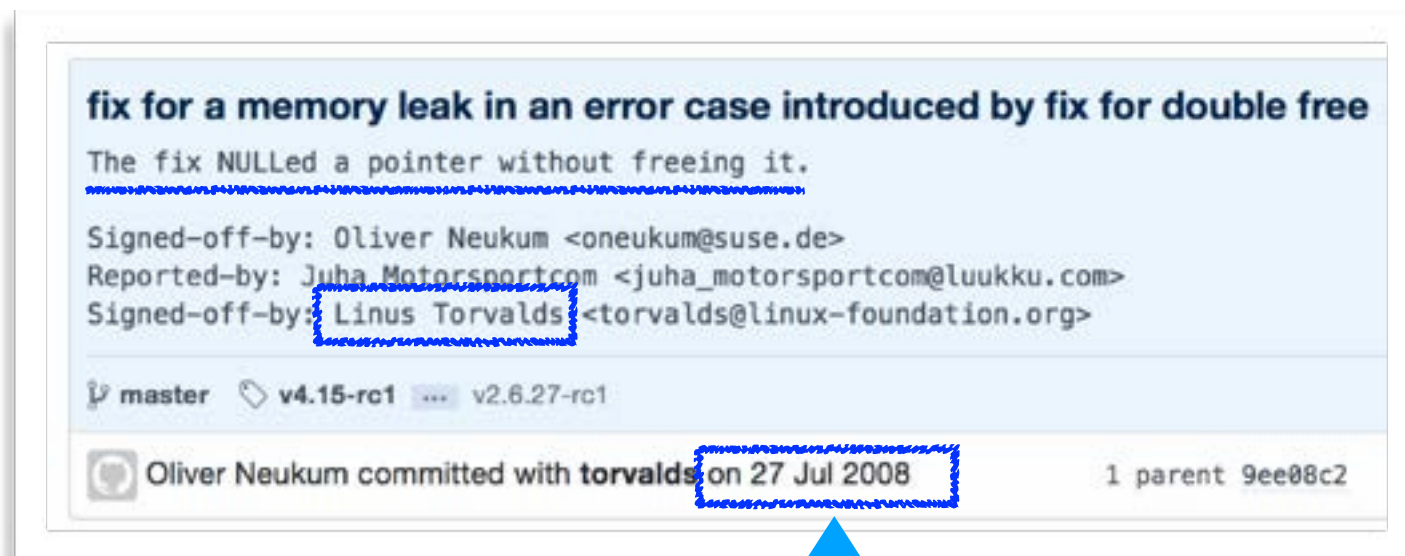 fix for a memory leak in an error case introduced by fix for double free
The fix NULLed a pointer without freeing it.
Signed-off-by: Oliver Neukum <oneukum@suse.de>
Reported-by: Juha Motorsportcom <juha_motorsportcom@luukku.com>
Signed-off-by: Linus Torvalds <torvalds@linux-foundation.org>
master v4.15-rc1 ... v2.6.27-rc1
Oliver Neukum committed with torvalds on 27 Jul 2008 1 parent 9ee08c2